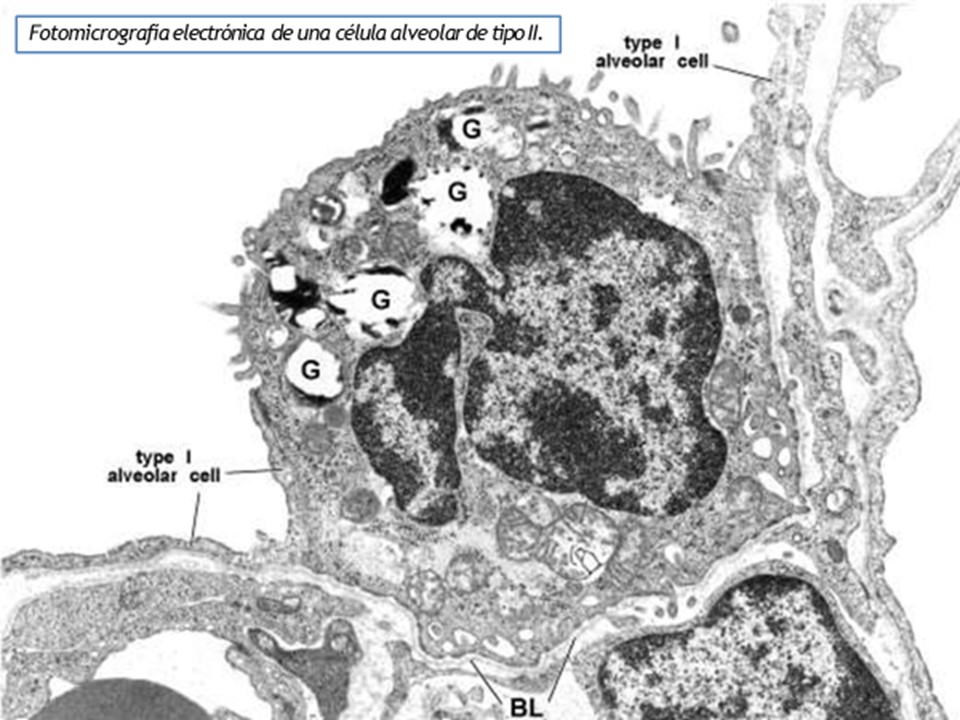 Fotomicrografía electrónica de una célula alveolar de tipo II.
type I
alveolar cell
G
G
G
G
type I
alveolar cell
BL